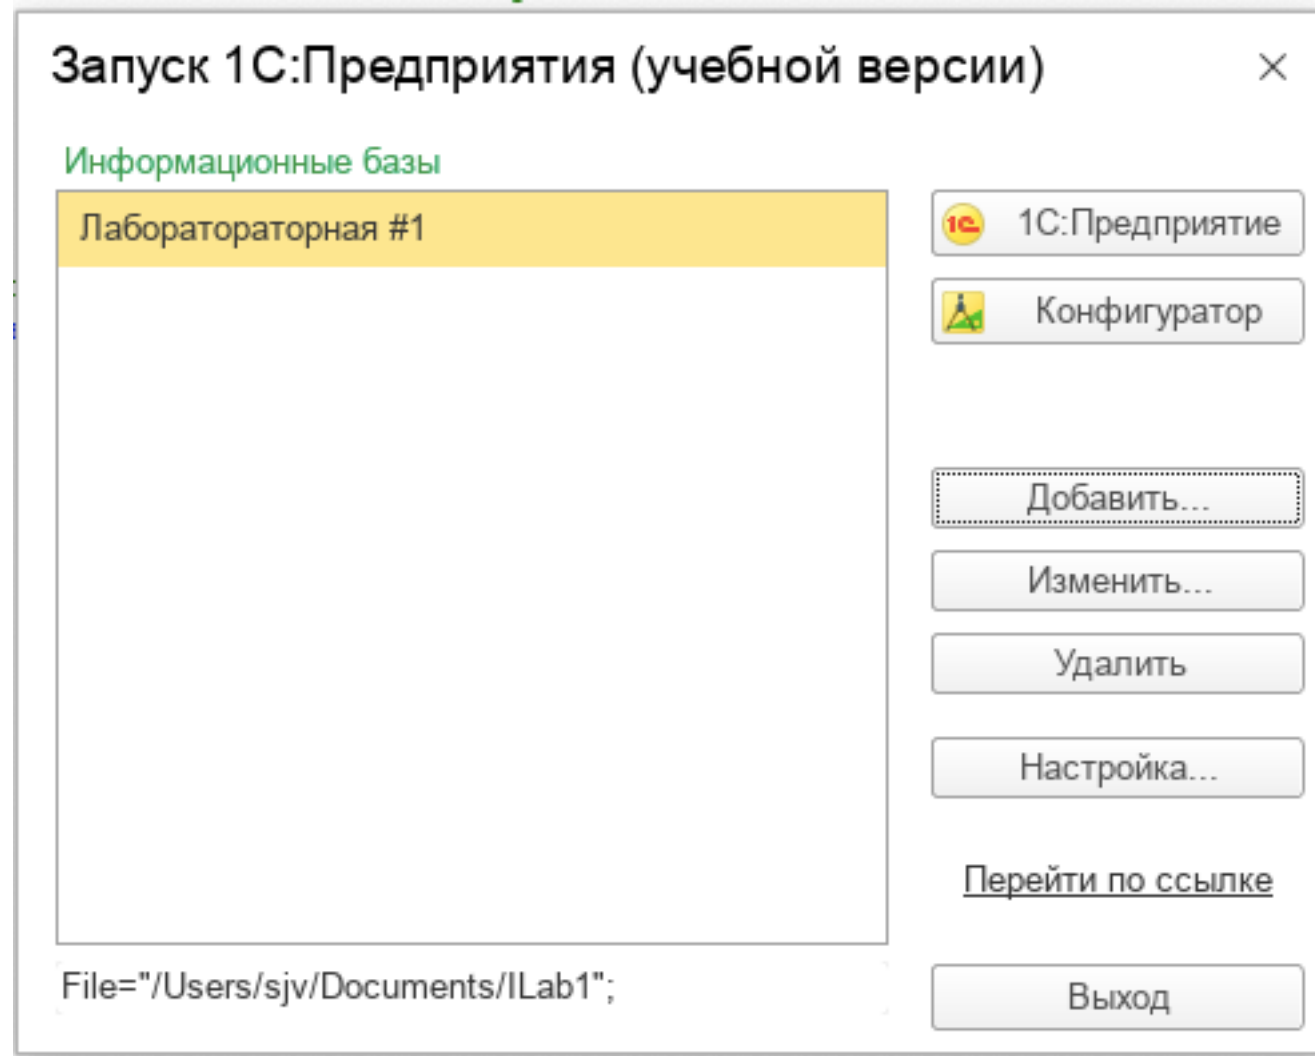 Запуск 1С:Предприятия (учебной версии)
Информационные базы
Лаборатораторная #1
1С:Предприятие
Конфигуратор
Добавить...
Изменить...
Удалить
Настройка...
Перейти по ссылке
File="/Users/sjv/Documents/ILab1";
Выход